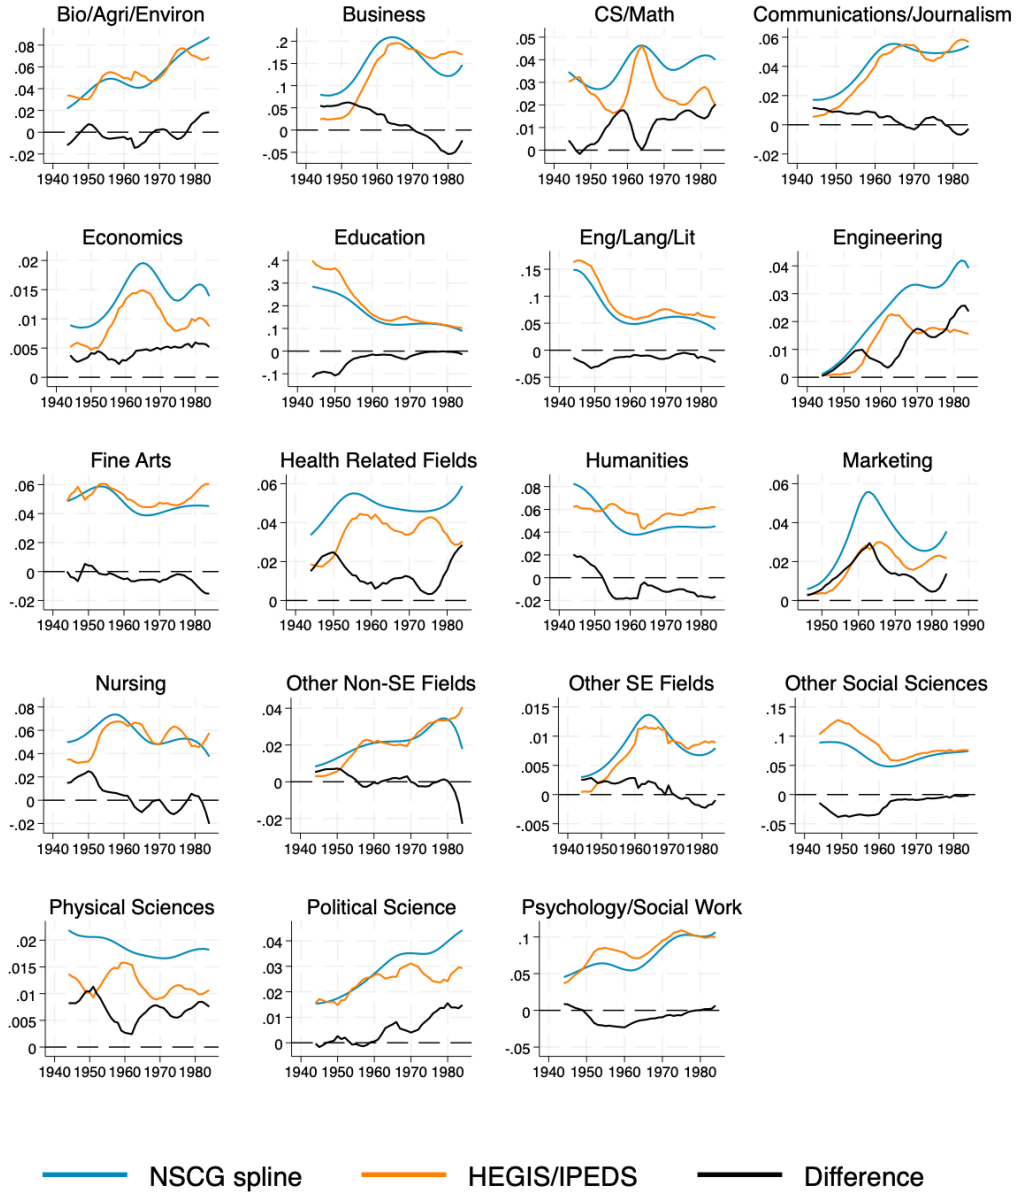 Bio/Agri/Environ Business CS/Math Communications/Journalism
.08 .06 .04 .02 0 -.02
1940 1950 1960 1970 1980
.2 .15 .1 .05 0 -.05
1940 1950 1960 1970 1980
.05 .04 .03 .02 .01 0
1940 1950 1960 1970 1980
.06 .04 .02 0 -.02
1940 1950 1960 1970 1980
Economics Education Eng/Lang/Lit Engineering
.02 .015 .01 .005 0
1940 1950 1960 1970 1980
.4 .3 .2 .1 0 -.1
1940 1950 1960 1970 1980
.15 .1 .05 0 -.05
1940 1950 1960 1970 1980
.04 .03 .02 .01 0
1940 1950 1960 1970 1980
Fine Arts Health Related Fields Humanities Marketing
.06 .04 .02 0 -.02
1940 1950 1960 1970 1980
.06 .04 .02 0
1940 1950 1960 1970 1980
.08 .06 .04 .02 0 -.02
1940 1950 1960 1970 1980
.06 .04 .02 0
1950 1960 1970 1980 1990
Nursing Other Non-SE Fields Other SE Fields Other Social Sciences
.08 .06 .04 .02 0 -.02
1940 1950 1960 1970 1980
.04 .02 0 -.02
1940 1950 1960 1970 1980
.015 .01 .005 0 -.005
1940 1950 1960 1970 1980
.15 .1 .05 0 -.05
1940 1950 1960 1970 1980
Physical Sciences Political Science Psychology/Social Work
.02 .015 .01 .005 0
1940 1950 1960 1970 1980
.04 .03 .02 .01 0
1940 1950 1960 1970 1980
.1 .05 0 -.05
1940 1950 1960 1970 1980
NSCG spline HEGIS/IPEDS Difference